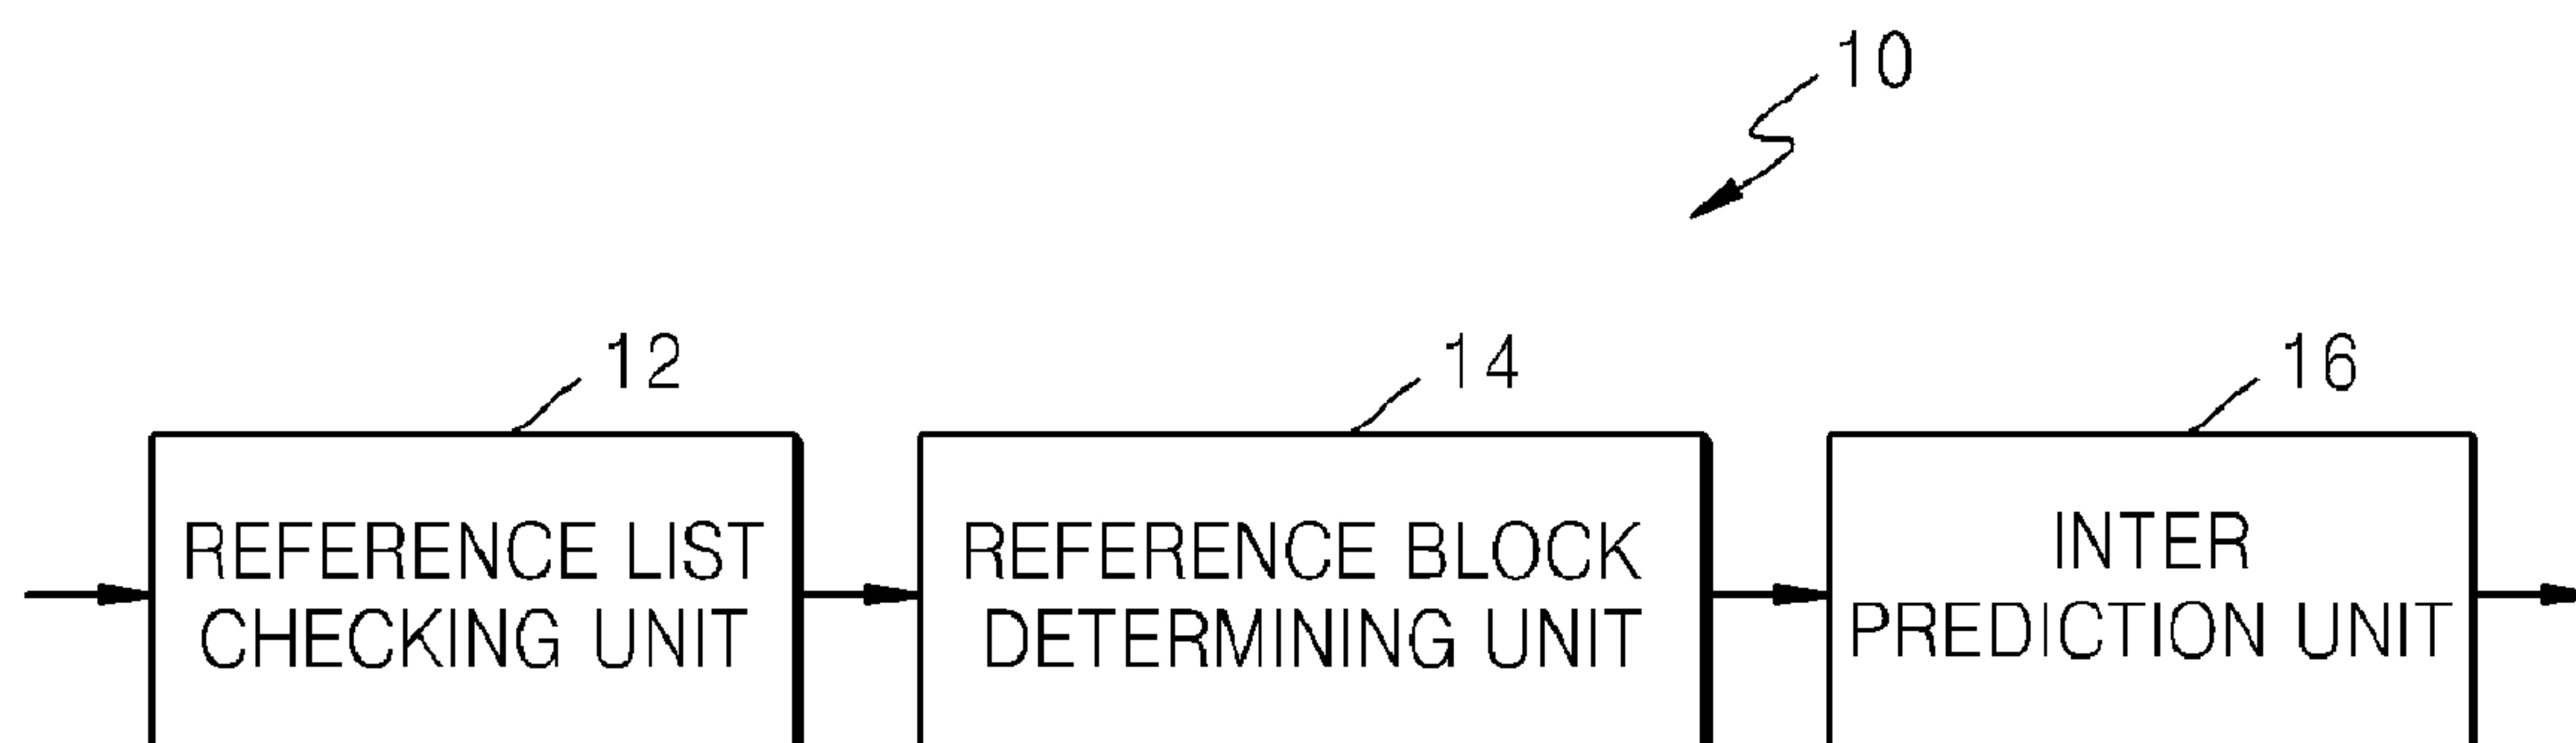 10
12
14
16
REFERENCE LIST
CHECKING UNIT
REFERENCE BLOCK
DETERMINING UNIT
INTER
PREDICTION UNIT